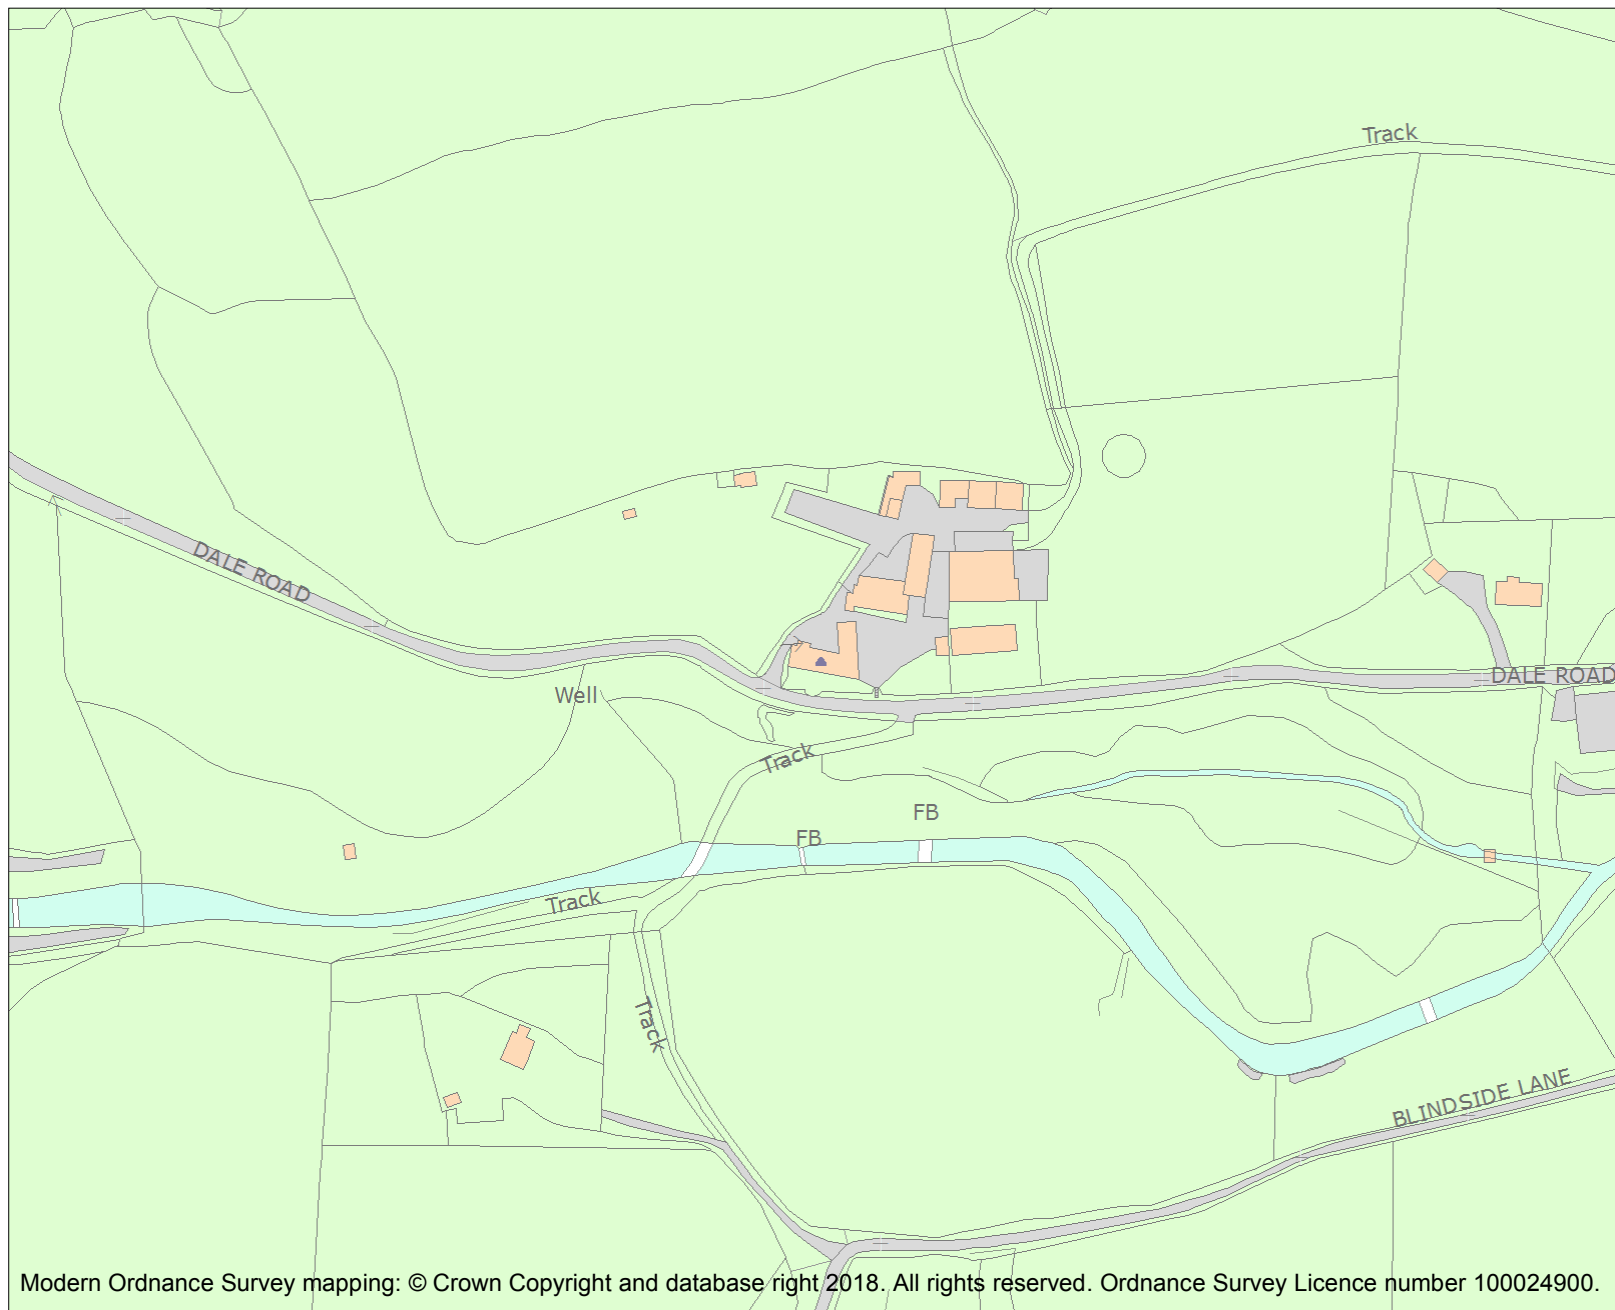 Track
DALE ROAD
DALE ROAD
Well
Track
FB
FB
Track
Track
BLINDSIDE LANE
Modern Ordnance Survey mapping: © Crown Copyright and database right 2018. All rights reserved. Ordnance Survey Licence number 100024900.